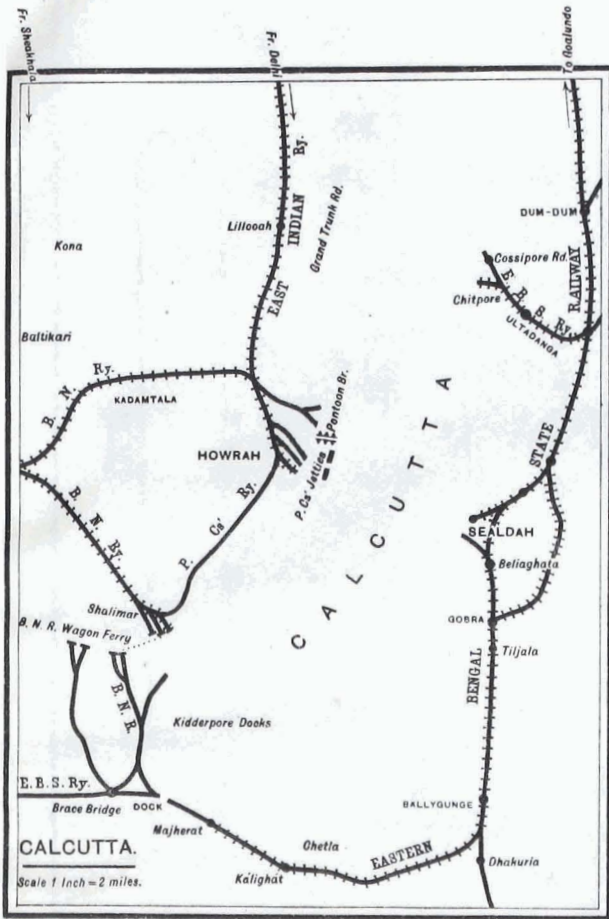 Fr. Sheakhala
Fr. Delhi
To Goalundo
EAST INDIAN Ry.
Lillooah
Grand Trunk Rd.
DUM-DUM
Kona
Cossipore Rd.
Chitpore
E. B. S. Ry.
ULTADANGA
RAILWAY
Baltikari
B. N. Ry.
KADAMTALA
Pontoon Br.
HOWRAH
P. Cs' Jetties
P. Cs' Ry.
CALCUTTA
STATE
SEALDAH
B. N. Ry.
Beliaghata
Shalimar
B. N. R. Wagon Ferry
GOBRA
Tiljala
B. N. R.
BENGAL
Kidderpore Docks
E. B. S. Ry.
Brace Bridge
DOCK
BALLYGUNGE
Majherat
Chetla
EASTERN
Kalighat
Dhakuria
CALCUTTA.
Scale 1 Inch = 2 miles.